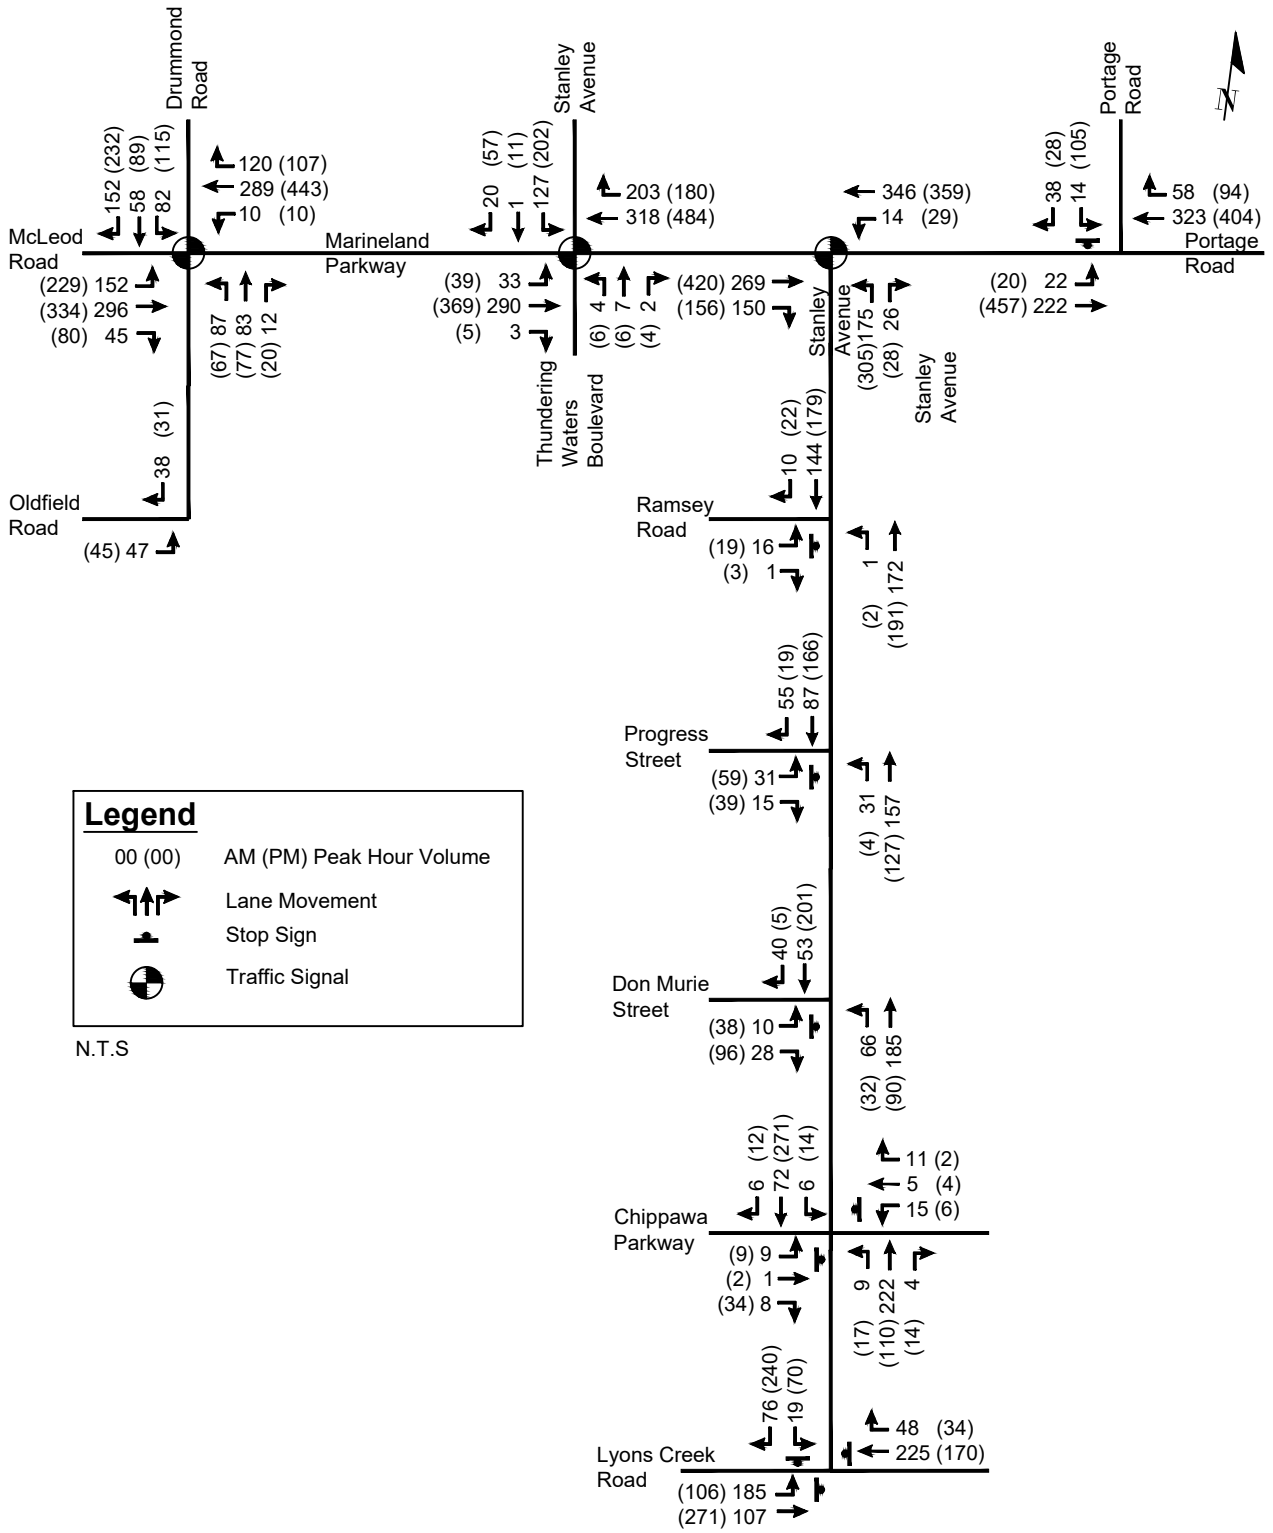 Drummond
Road
Stanley
Avenue
Portage
Road
N
152 (232)
58 (89)
82 (115)
120 (107)
289 (443)
10 (10)
20 (57)
1 (11)
127 (202)
203 (180)
318 (484)
346 (359)
14 (29)
38 (28)
14 (105)
58 (94)
323 (404)
McLeod
Road
Marineland
Parkway
Portage
Road
(229) 152
(334) 296
(80) 45
(67) 87
(77) 83
(20) 12
(39) 33
(369) 290
(5) 3
(6) 4
(6) 7
(4) 2
(420) 269
(156) 150
Stanley
Avenue
(305)175
(28) 26
Stanley
Avenue
(20) 22
(457) 222
Thundering
Waters
Boulevard
38 (31)
Oldfield
Road
(45) 47
10 (22)
144 (179)
Ramsey
Road
(19) 16
(3) 1
(2) 1
(191) 172
55 (19)
87 (166)
Progress
Street
(59) 31
(39) 15
(4) 31
(127) 157
Legend
00 (00) AM (PM) Peak Hour Volume
Lane Movement
Stop Sign
Traffic Signal
N.T.S
40 (5)
53 (201)
Don Murie
Street
(38) 10
(96) 28
(32) 66
(90) 185
6 (12)
72 (271)
6 (14)
11 (2)
5 (4)
15 (6)
Chippawa
Parkway
(9) 9
(2) 1
(34) 8
(17) 9
(110) 222
(14) 4
76 (240)
19 (70)
48 (34)
225 (170)
Lyons Creek
Road
(106) 185
(271) 107